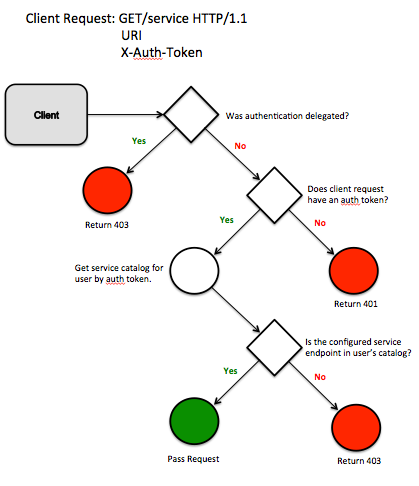 Client Request: GET/service HTTP/1.1
URI
X-Auth-Token
Client
Was authentication delegated?
Yes
No
Does client request
have an auth token?
Return 403
Yes
No
Get service catalog for
user by auth token.
Return 401
Is the configured service
endpoint in user's catalog?
Yes
No
Pass Request
Return 403